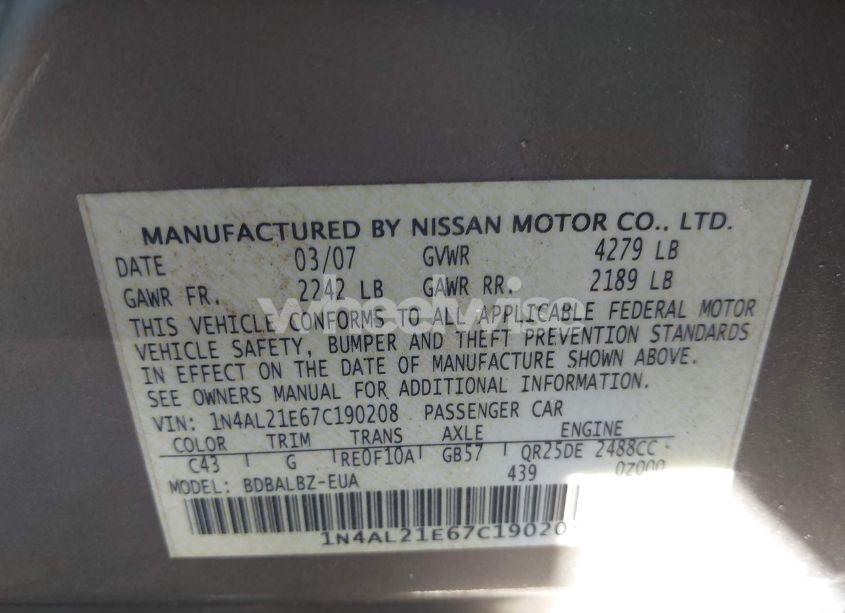 MANUFACTURED BY NISSAN MOTOR CO., LTD.
DATE 03/07 GVWR 4279 LB
GAWR FR. 2242 LB GAWR RR. 2189 LB
THIS VEHICLE CONFORMS TO ALL APPLICABLE FEDERAL MOTOR
VEHICLE SAFETY, BUMPER AND THEFT PREVENTION STANDARDS
IN EFFECT ON THE DATE OF MANUFACTURE SHOWN ABOVE.
SEE OWNERS MANUAL FOR ADDITIONAL INFORMATION.
VIN: 1N4AL21E67C190208 PASSENGER CAR
COLOR TRIM TRANS AXLE ENGINE
C43 G RE0F10A GB57 QR25DE 2488CC
MODEL: BDBALBZ-EUA 439 0Z000
1N4AL21E67C19020
wheelwise